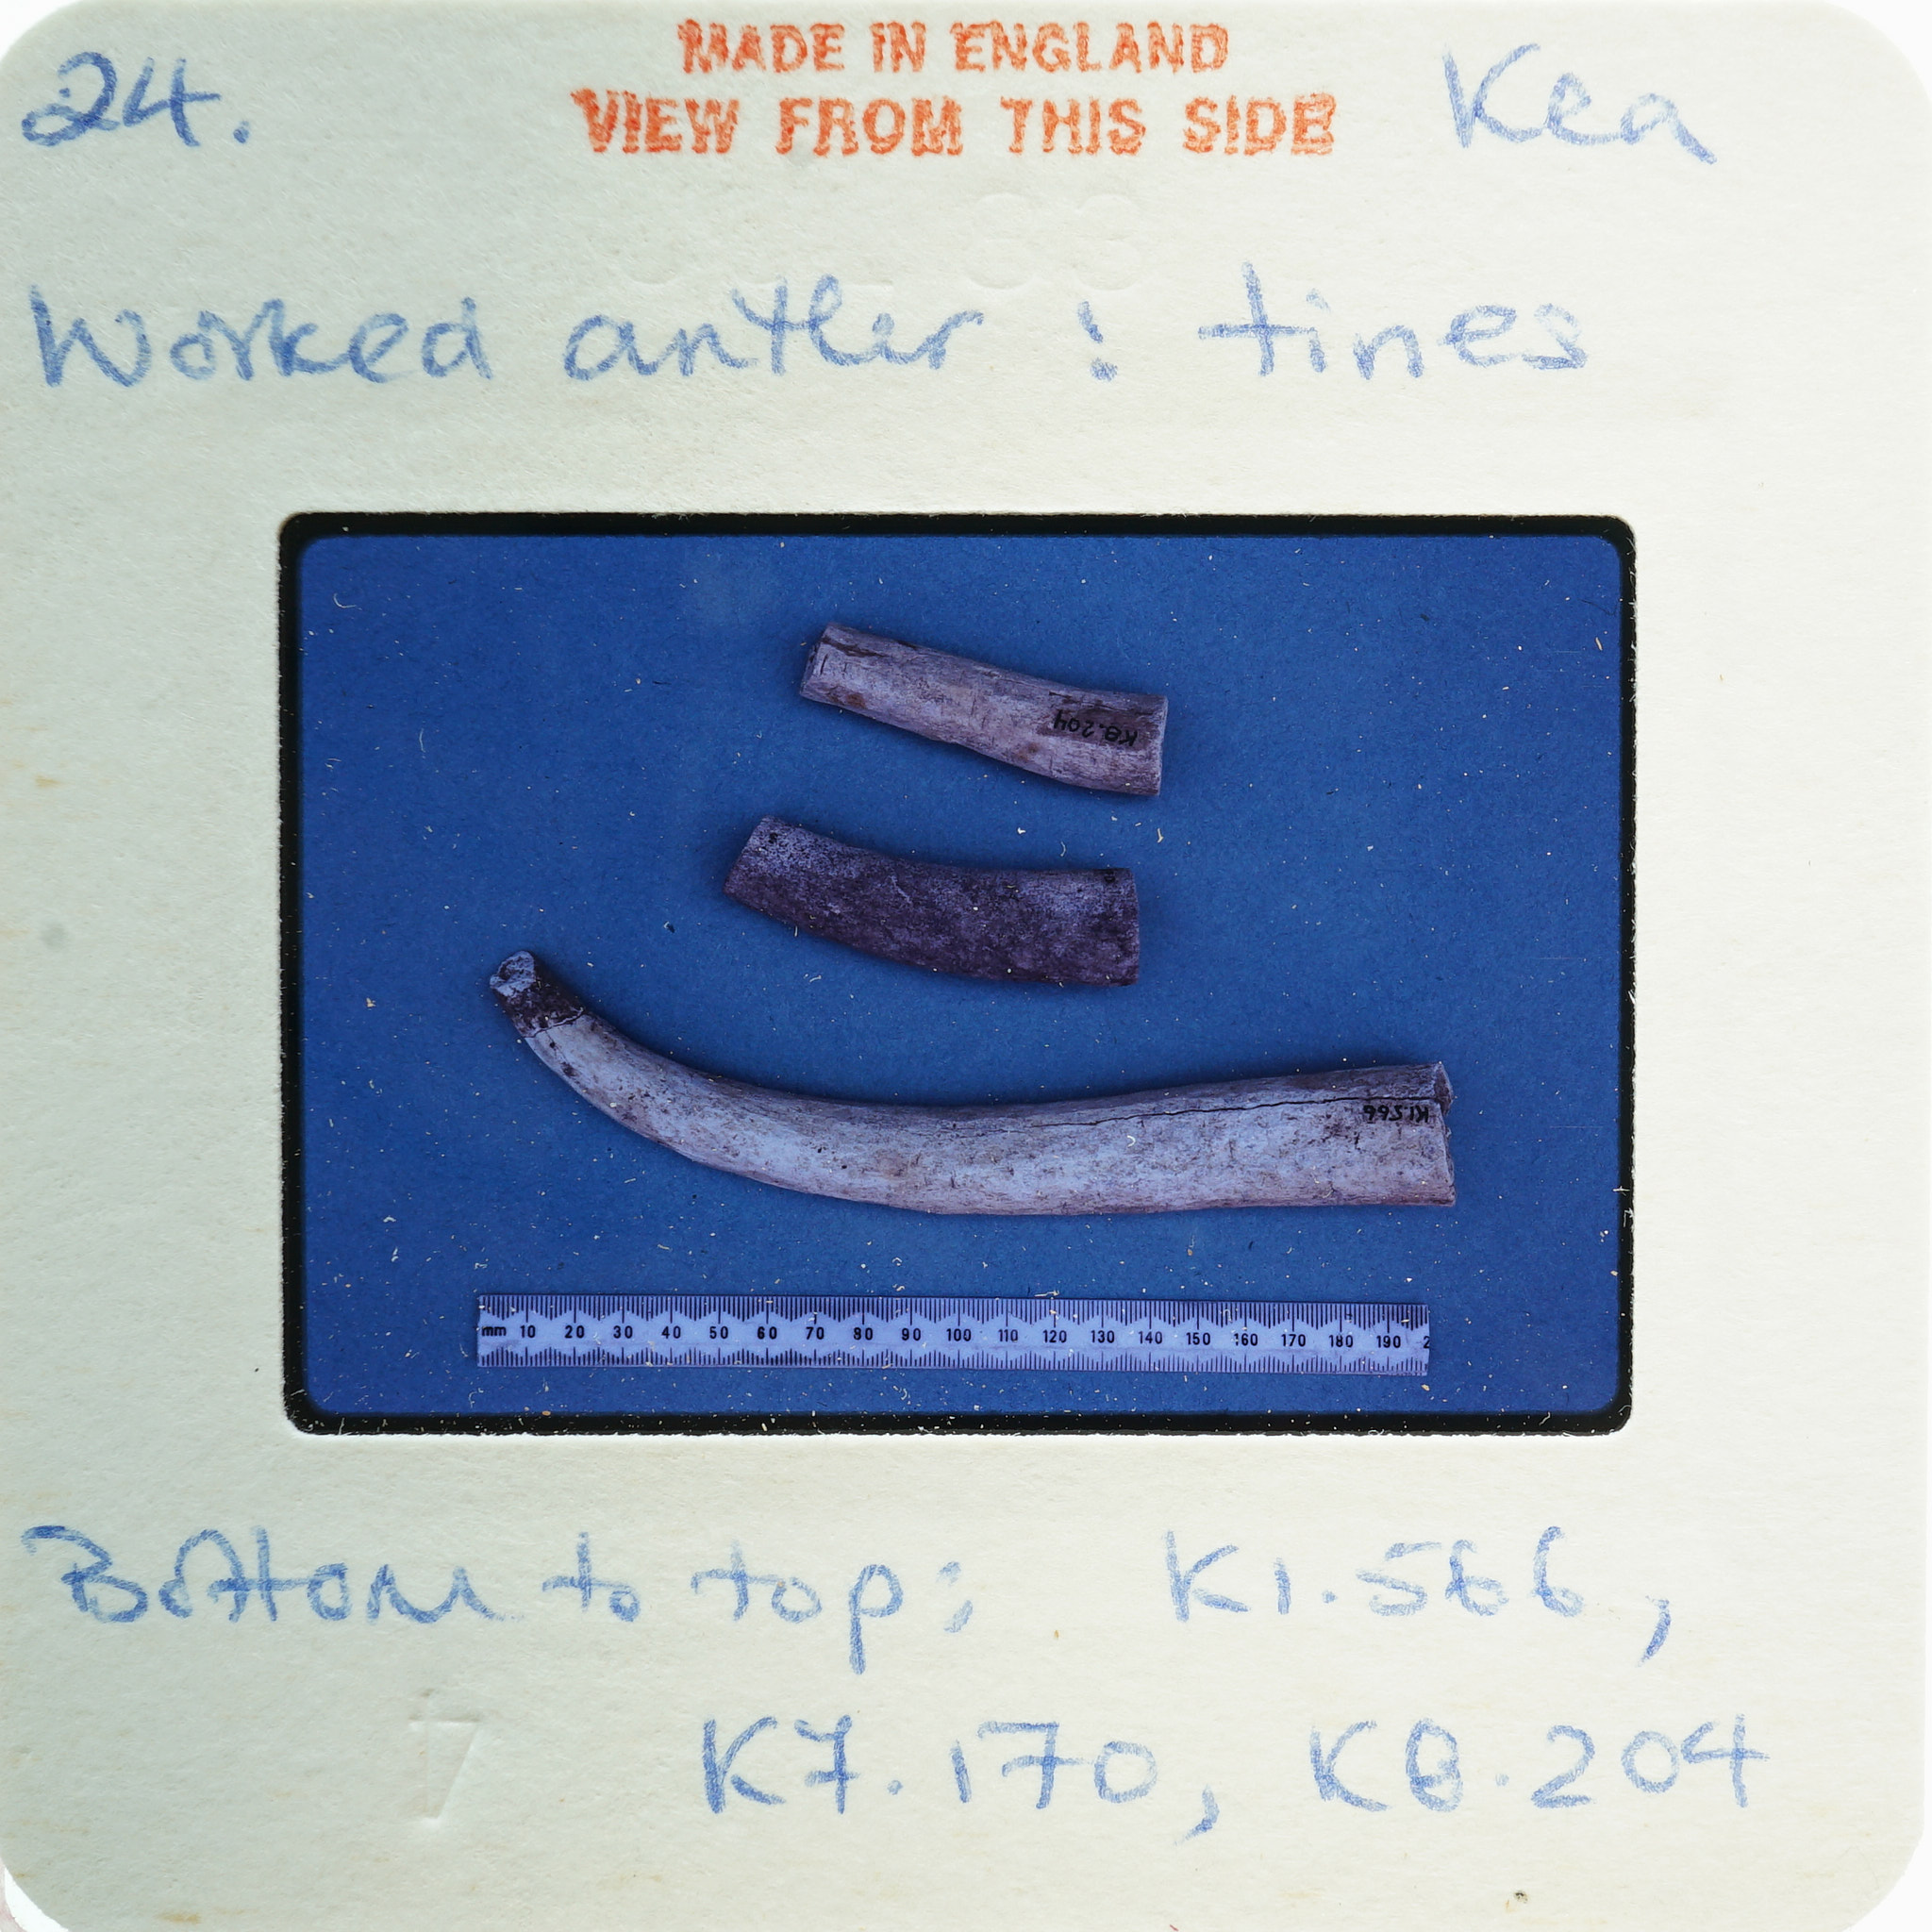 24.
MADE IN ENGLAND
VIEW FROM THIS SIDE
Kea
Worked antler : tines
K8.204
K1.566
mm 10 20 30 40 50 60 70 80 90 100 110 120 130 140 150 160 170 180 190 2
Bottom to top: K1.566,
K7.170, K8.204